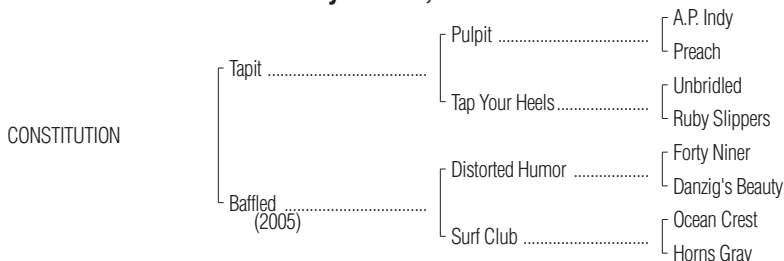 A.P. Indy
Pulpit
Preach
Tapit
Unbridled
Tap Your Heels
Ruby Slippers
CONSTITUTION
Forty Niner
Distorted Humor
Danzig's Beauty
Baffled
(2005)
Ocean Crest
Surf Club
Horns Gray